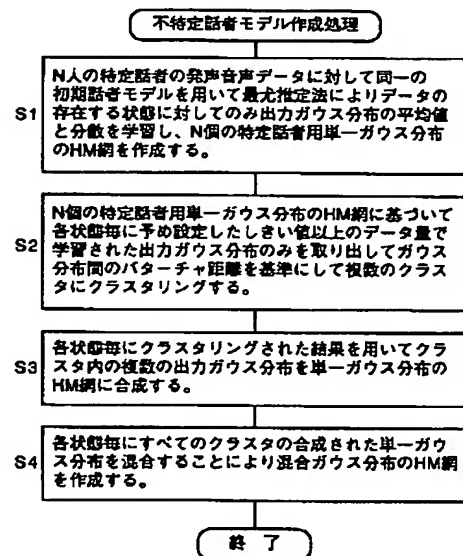 不特定話者モデル作成処理
S1
N人の特定話者の発声音声データに対して同一の
初期話者モデルを用いて最尤推定法によりデータの
存在する状態に対してのみ出力ガウス分布の平均値
と分散を学習し、N個の特定話者用単一ガウス分布
のHM網を作成する。
S2
N個の特定話者用単一ガウス分布のHM網に基づいて
各状態毎に予め設定したしきい値以上のデータ量で
学習された出力ガウス分布のみを取り出してガウス
分布間のバターチャ距離を基準にして複数のクラス
タにクラスタリングする。
S3
各状態毎にクラスタリングされた結果を用いてクラ
スタ内の複数の出力ガウス分布を単一ガウス分布の
HM網に合成する。
S4
各状態毎にすべてのクラスタの合成された単一ガウ
ス分布を混合することにより混合ガウス分布のHM網
を作成する。
終了